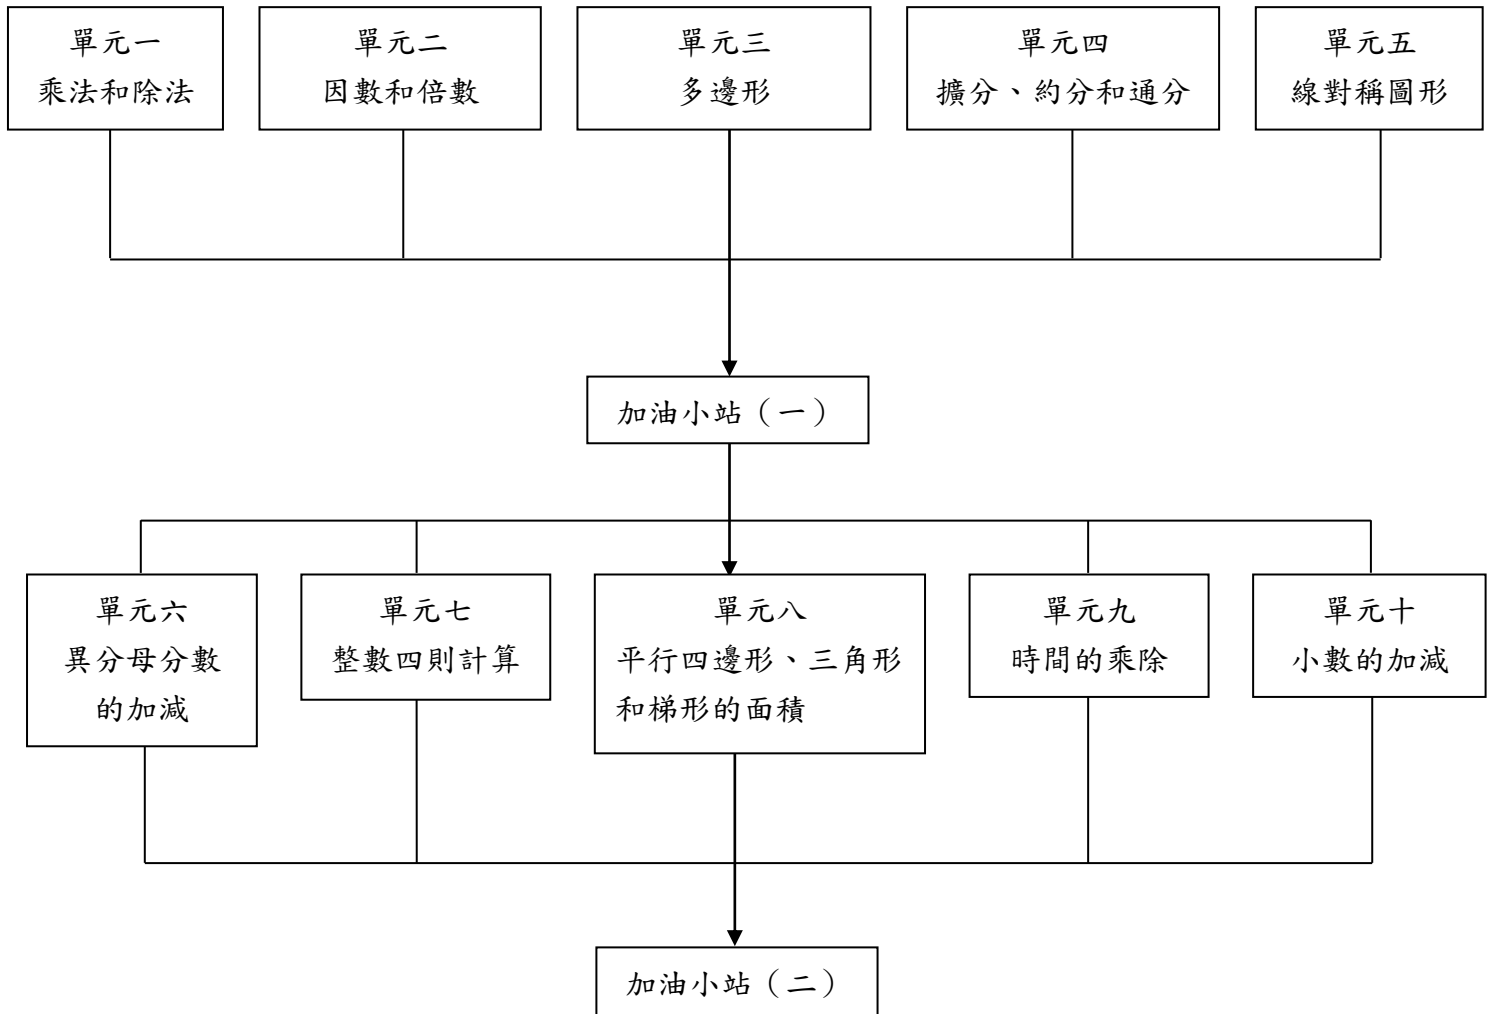 單元一
乘法和除法
單元二
因數和倍數
單元三
多邊形
單元四
擴分、約分和通分
單元五
線對稱圖形
加油小站（一）
單元六
異分母分數
的加減
單元七
整數四則計算
單元八
平行四邊形、三角形
和梯形的面積
單元九
時間的乘除
單元十
小數的加減
加油小站（二）